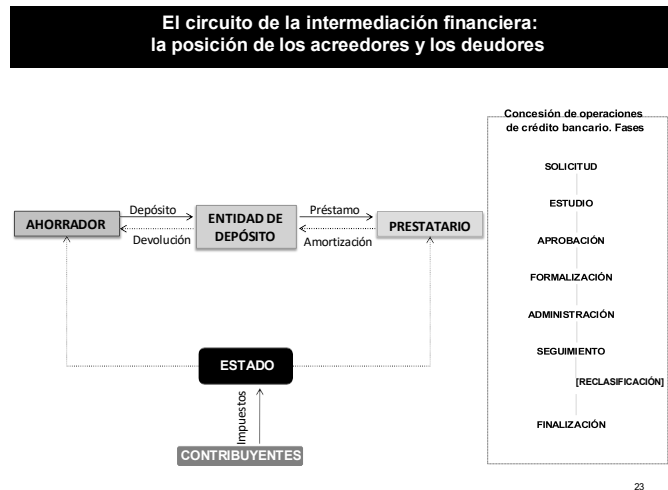 El circuito de la intermediación financiera:
la posición de los acreedores y los deudores
Concesión de operaciones
de crédito bancario. Fases
SOLICITUD
ESTUDIO
APROBACIÓN
FORMALIZACIÓN
ADMINISTRACIÓN
SEGUIMIENTO
[RECLASIFICACIÓN]
FINALIZACIÓN
AHORRADOR
Depósito
Devolución
ENTIDAD DE
DEPÓSITO
Préstamo
Amortización
PRESTATARIO
ESTADO
Impuestos
CONTRIBUYENTES
23